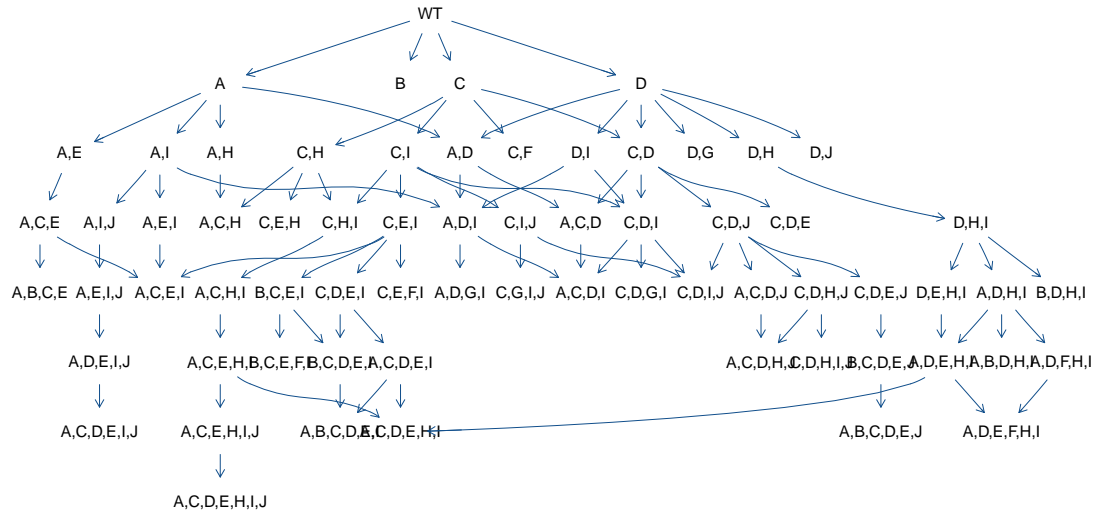 WT
A B C D
A,E A,I A,H C,H C,I A,D C,F D,I C,D D,G D,H D,J
A,C,E A,I,J A,E,I A,C,H C,E,H C,H,I C,E,I A,D,I C,I,J A,C,D C,D,I C,D,J C,D,E D,H,I
A,B,C,E A,E,I,J A,C,E,I A,C,H,I B,C,E,I C,D,E,I C,E,F,I A,D,G,I C,G,I,J A,C,D,I C,D,G,I C,D,I,J A,C,D,J C,D,H,J C,D,E,J D,E,H,I A,D,H,I B,D,H,I
A,D,E,I,J A,C,E,H,I B,C,E,F,I B,C,D,E,I A,C,D,E,I A,C,D,H,J C,D,H,I,J B,C,D,E,J A,D,E,H,I A,B,D,H,I A,D,F,H,I
A,C,D,E,I,J A,C,E,H,I,J A,B,C,D,E,I A,C,D,E,H,I A,B,C,D,E,J A,D,E,F,H,I
A,C,D,E,H,I,J